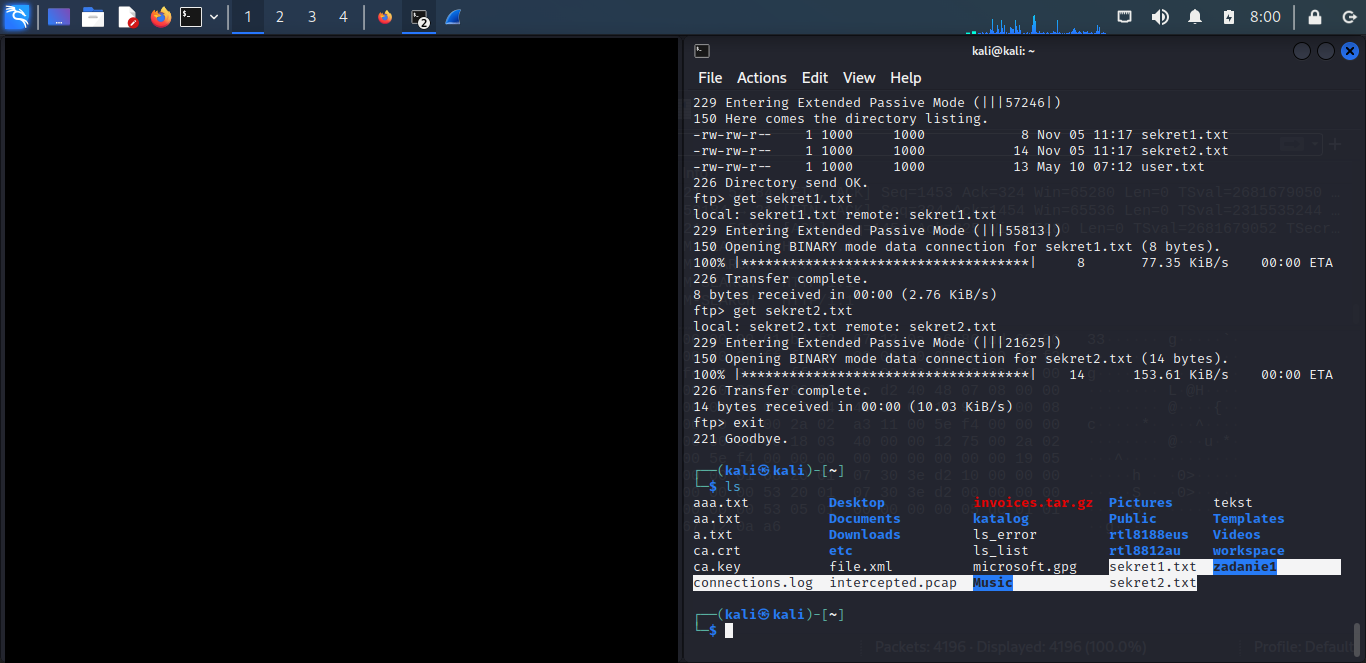 1 2 3 4 2 8:00
kali@kali: ~
File Actions Edit View Help
229 Entering Extended Passive Mode (|||57246|)
150 Here comes the directory listing.
-rw-rw-r-- 1 1000 1000 8 Nov 05 11:17 sekret1.txt
-rw-rw-r-- 1 1000 1000 14 Nov 05 11:17 sekret2.txt
-rw-rw-r-- 1 1000 1000 13 May 10 07:12 user.txt
226 Directory send OK.
ftp> get sekret1.txt
local: sekret1.txt remote: sekret1.txt
229 Entering Extended Passive Mode (|||55813|)
150 Opening BINARY mode data connection for sekret1.txt (8 bytes).
100% |************************************| 8 77.35 KiB/s 00:00 ETA
226 Transfer complete.
8 bytes received in 00:00 (2.76 KiB/s)
ftp> get sekret2.txt
local: sekret2.txt remote: sekret2.txt
229 Entering Extended Passive Mode (|||21625|)
150 Opening BINARY mode data connection for sekret2.txt (14 bytes).
100% |************************************| 14 153.61 KiB/s 00:00 ETA
226 Transfer complete.
14 bytes received in 00:00 (10.03 KiB/s)
ftp> exit
221 Goodbye.
┌──(kali㉿kali)-[~]
└─$ ls
aaa.txt Desktop invoices.tar.gz Pictures tekst
aa.txt Documents katalog Public Templates
a.txt Downloads ls_error rtl8188eus Videos
ca.crt etc ls_list rtl8812au workspace
ca.key file.xml microsoft.gpg sekret1.txt zadanie1
connections.log intercepted.pcap Music sekret2.txt
┌──(kali㉿kali)-[~]
└─$
Packets: 4196 · Displayed: 4196 (100.0%) Profile: Default